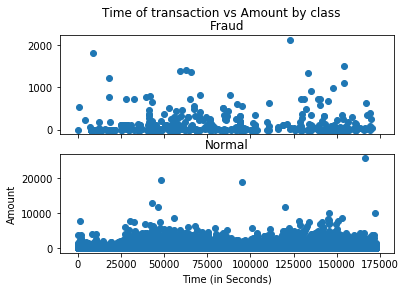 Time of transaction vs Amount by class
Fraud
2000
1000
0
Normal
20000
10000
0
Amount
0 25000 50000 75000 100000 125000 150000 175000
Time (in Seconds)